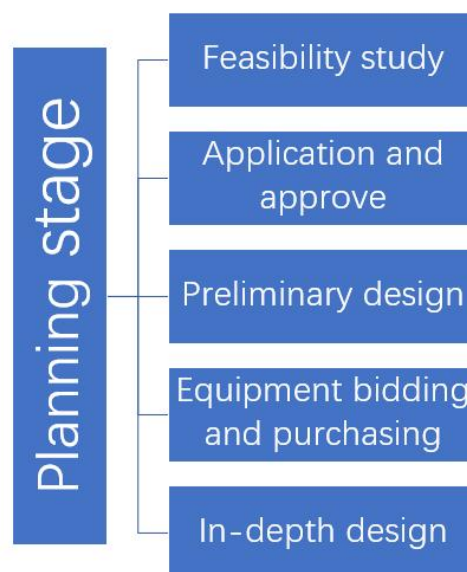 Planning stage
Feasibility study
Application and
approve
Preliminary design
Equipment bidding
and purchasing
In-depth design